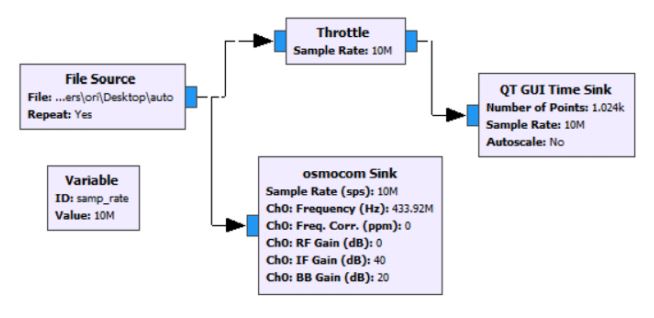 Throttle
Sample Rate: 10M
File Source
File: ...ers\ori\Desktop\auto
Repeat: Yes
QT GUI Time Sink
Number of Points: 1.024k
Sample Rate: 10M
Autoscale: No
Variable
ID: samp_rate
Value: 10M
osmocom Sink
Sample Rate (sps): 10M
Ch0: Frequency (Hz): 433.92M
Ch0: Freq. Corr. (ppm): 0
Ch0: RF Gain (dB): 0
Ch0: IF Gain (dB): 40
Ch0: BB Gain (dB): 20